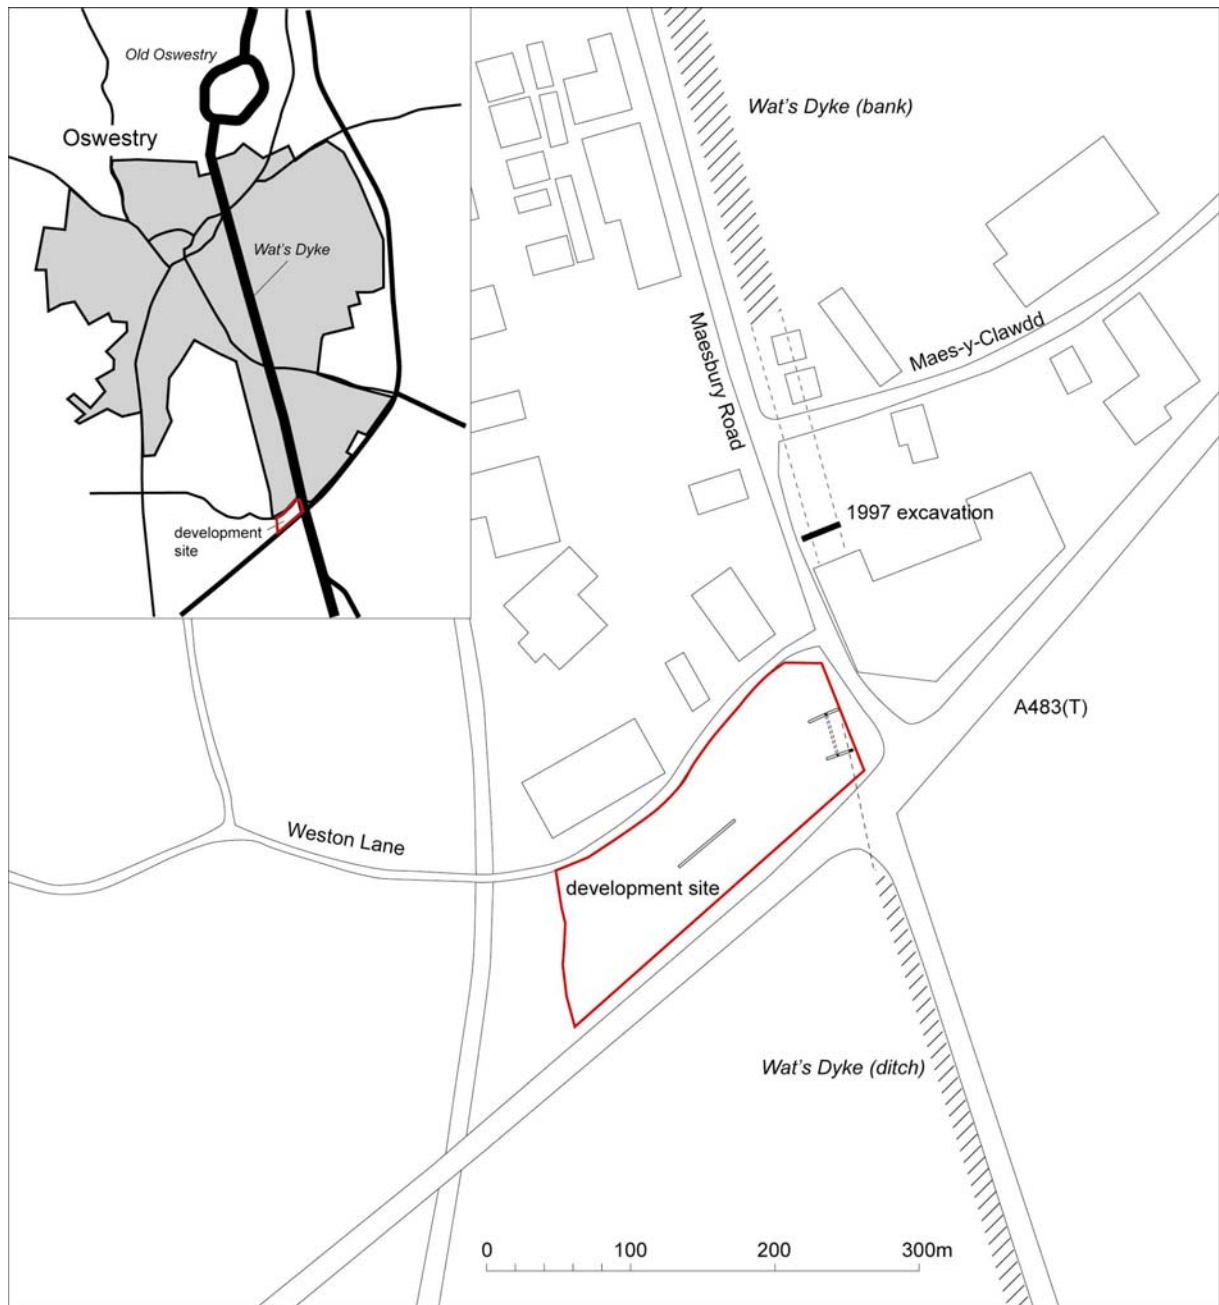 Old Oswestry
Oswestry
Wat's Dyke
development
site
Wat's Dyke (bank)
Maesbury Road
Maes-y-Clawdd
1997 excavation
A483(T)
Weston Lane
development site
Wat's Dyke (ditch)
0 100 200 300m